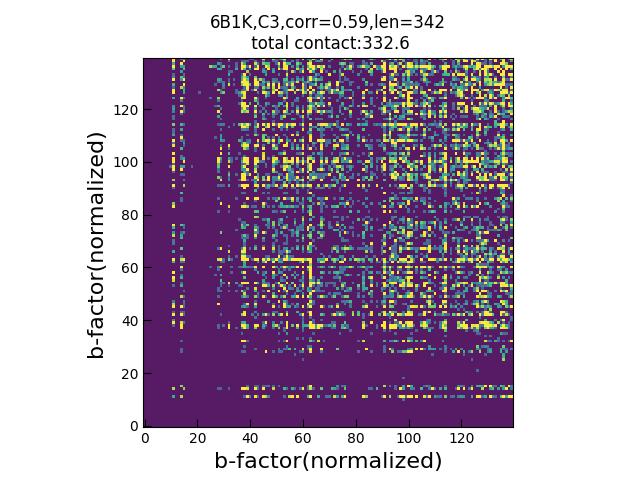 6B1K,C3,corr=0.59,len=342
total contact:332.6
b-factor(normalized)
120
100
80
60
40
20
0
0 20 40 60 80 100 120
b-factor(normalized)